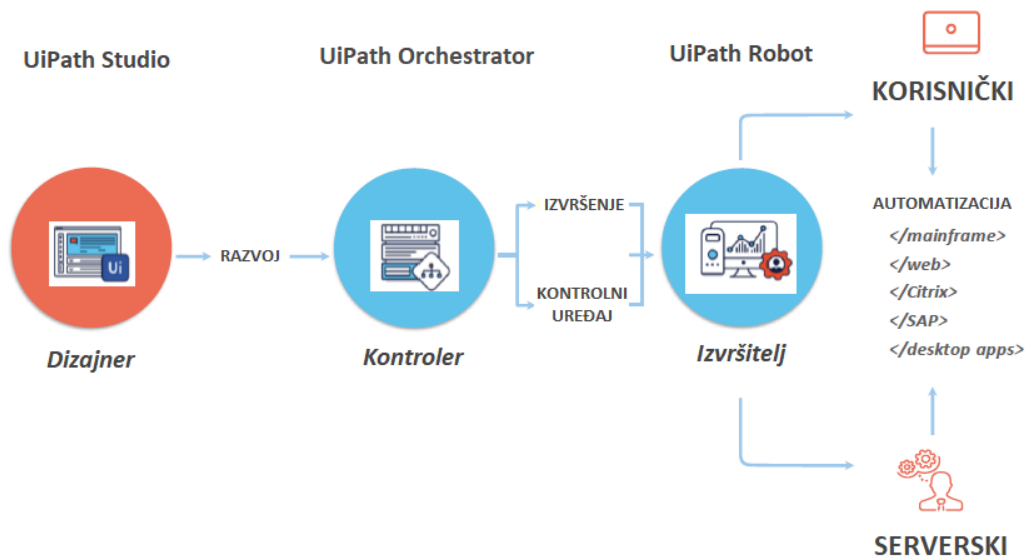 UiPath Studio
UiPath Orchestrator
UiPath Robot
KORISNIČKI
Ui
RAZVOJ
IZVRŠENJE
KONTROLNI
UREĐAJ
Dizajner
Kontroler
Izvršitelj
AUTOMATIZACIJA
</mainframe>
</web>
</Citrix>
</SAP>
</desktop apps>
SERVERSKI